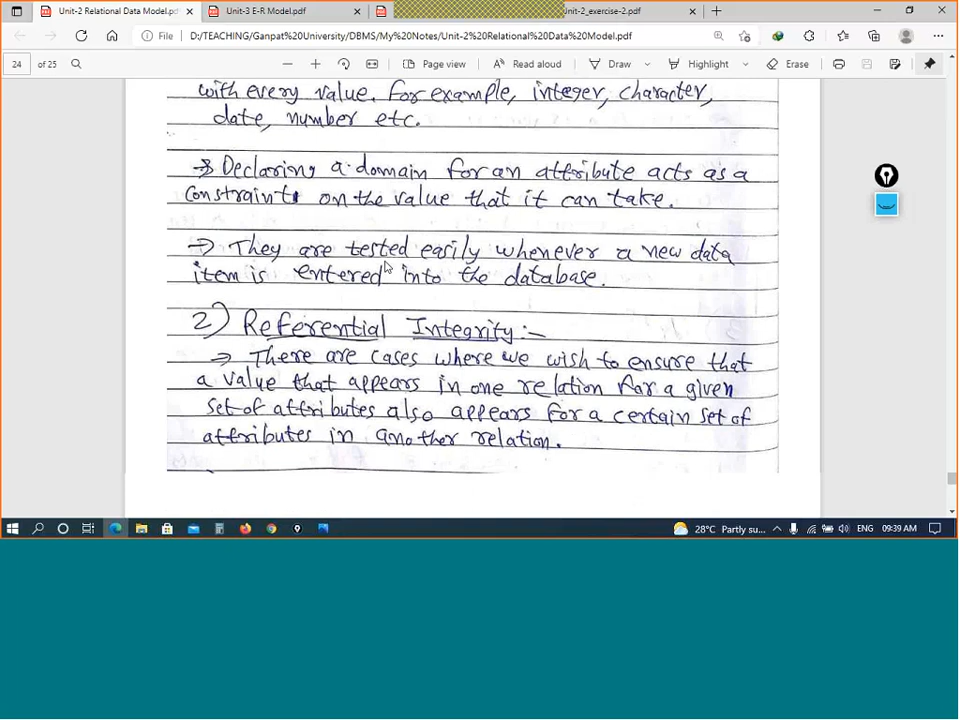 Unit-2 Relational Data Model.pd
Unit-3 E-R Model.pdf
Unit-2_exercise-2.pdf
File
D:/TEACHING/Ganpat%20University/DBMS/My%20Notes/Unit-2%20Relational%20Data%20Model.pdf
24 of 25
Page view
Read aloud
Draw
Highlight
Erase
with every value. For example, integer, character,
date, number etc.
→ Declaring a domain for an attribute acts as a
constraint on the value that it can take.
→ They are tested easily whenever a new data
item is entered into the database.
2) Referential Integrity:-
→ There are cases where we wish to ensure that
a value that appears in one relation for a given
set of attributes also appears for a certain set of
attributes in another relation.
28°C Partly su...
ENG
09:39 AM